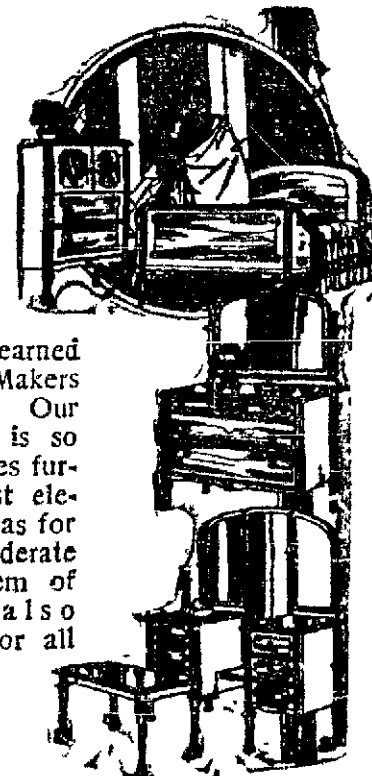 earned
Makers
Our
is so
es fur-
st ele-
as for
derate
em of
also
or all